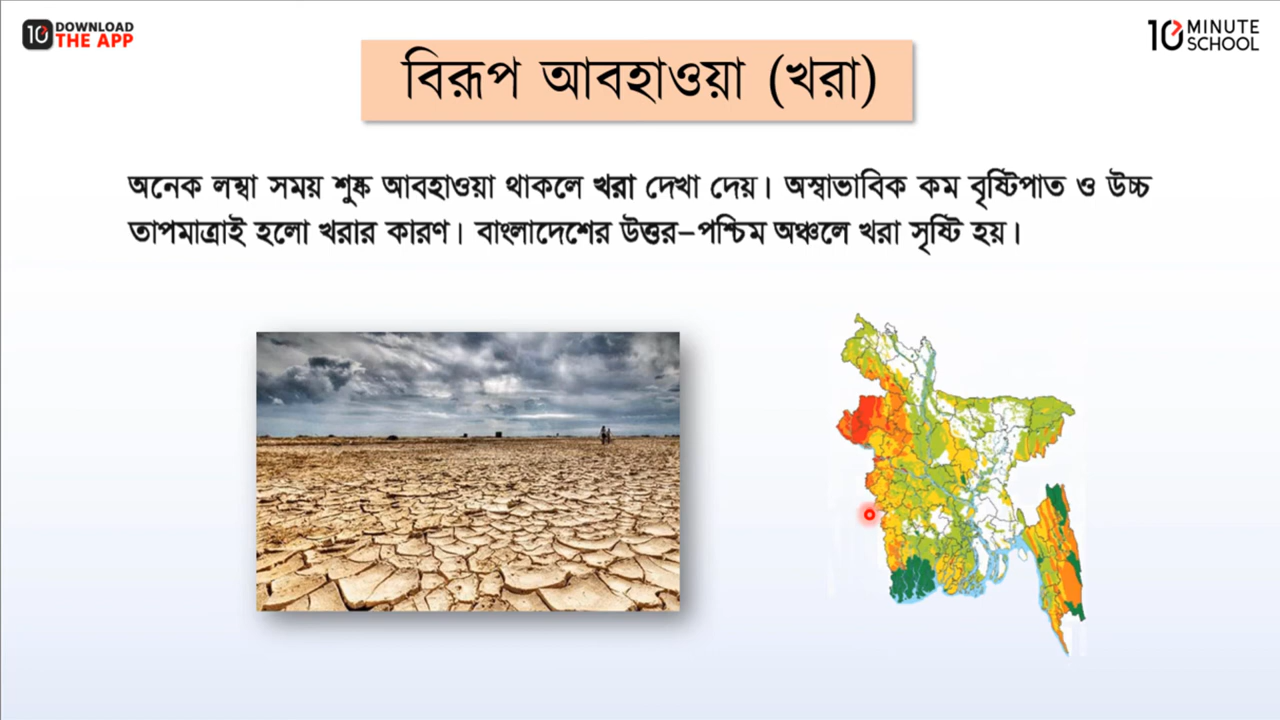 10 DOWNLOAD
THE APP
10 MINUTE
SCHOOL
বিরূপ আবহাওয়া (খরা)
অনেক লম্বা সময় শুষ্ক আবহাওয়া থাকলে খরা দেখা দেয়। অস্বাভাবিক কম বৃষ্টিপাত ও উচ্চ
তাপমাত্রাই হলো খরার কারণ। বাংলাদেশের উত্তর-পশ্চিম অঞ্চলে খরা সৃষ্টি হয়।